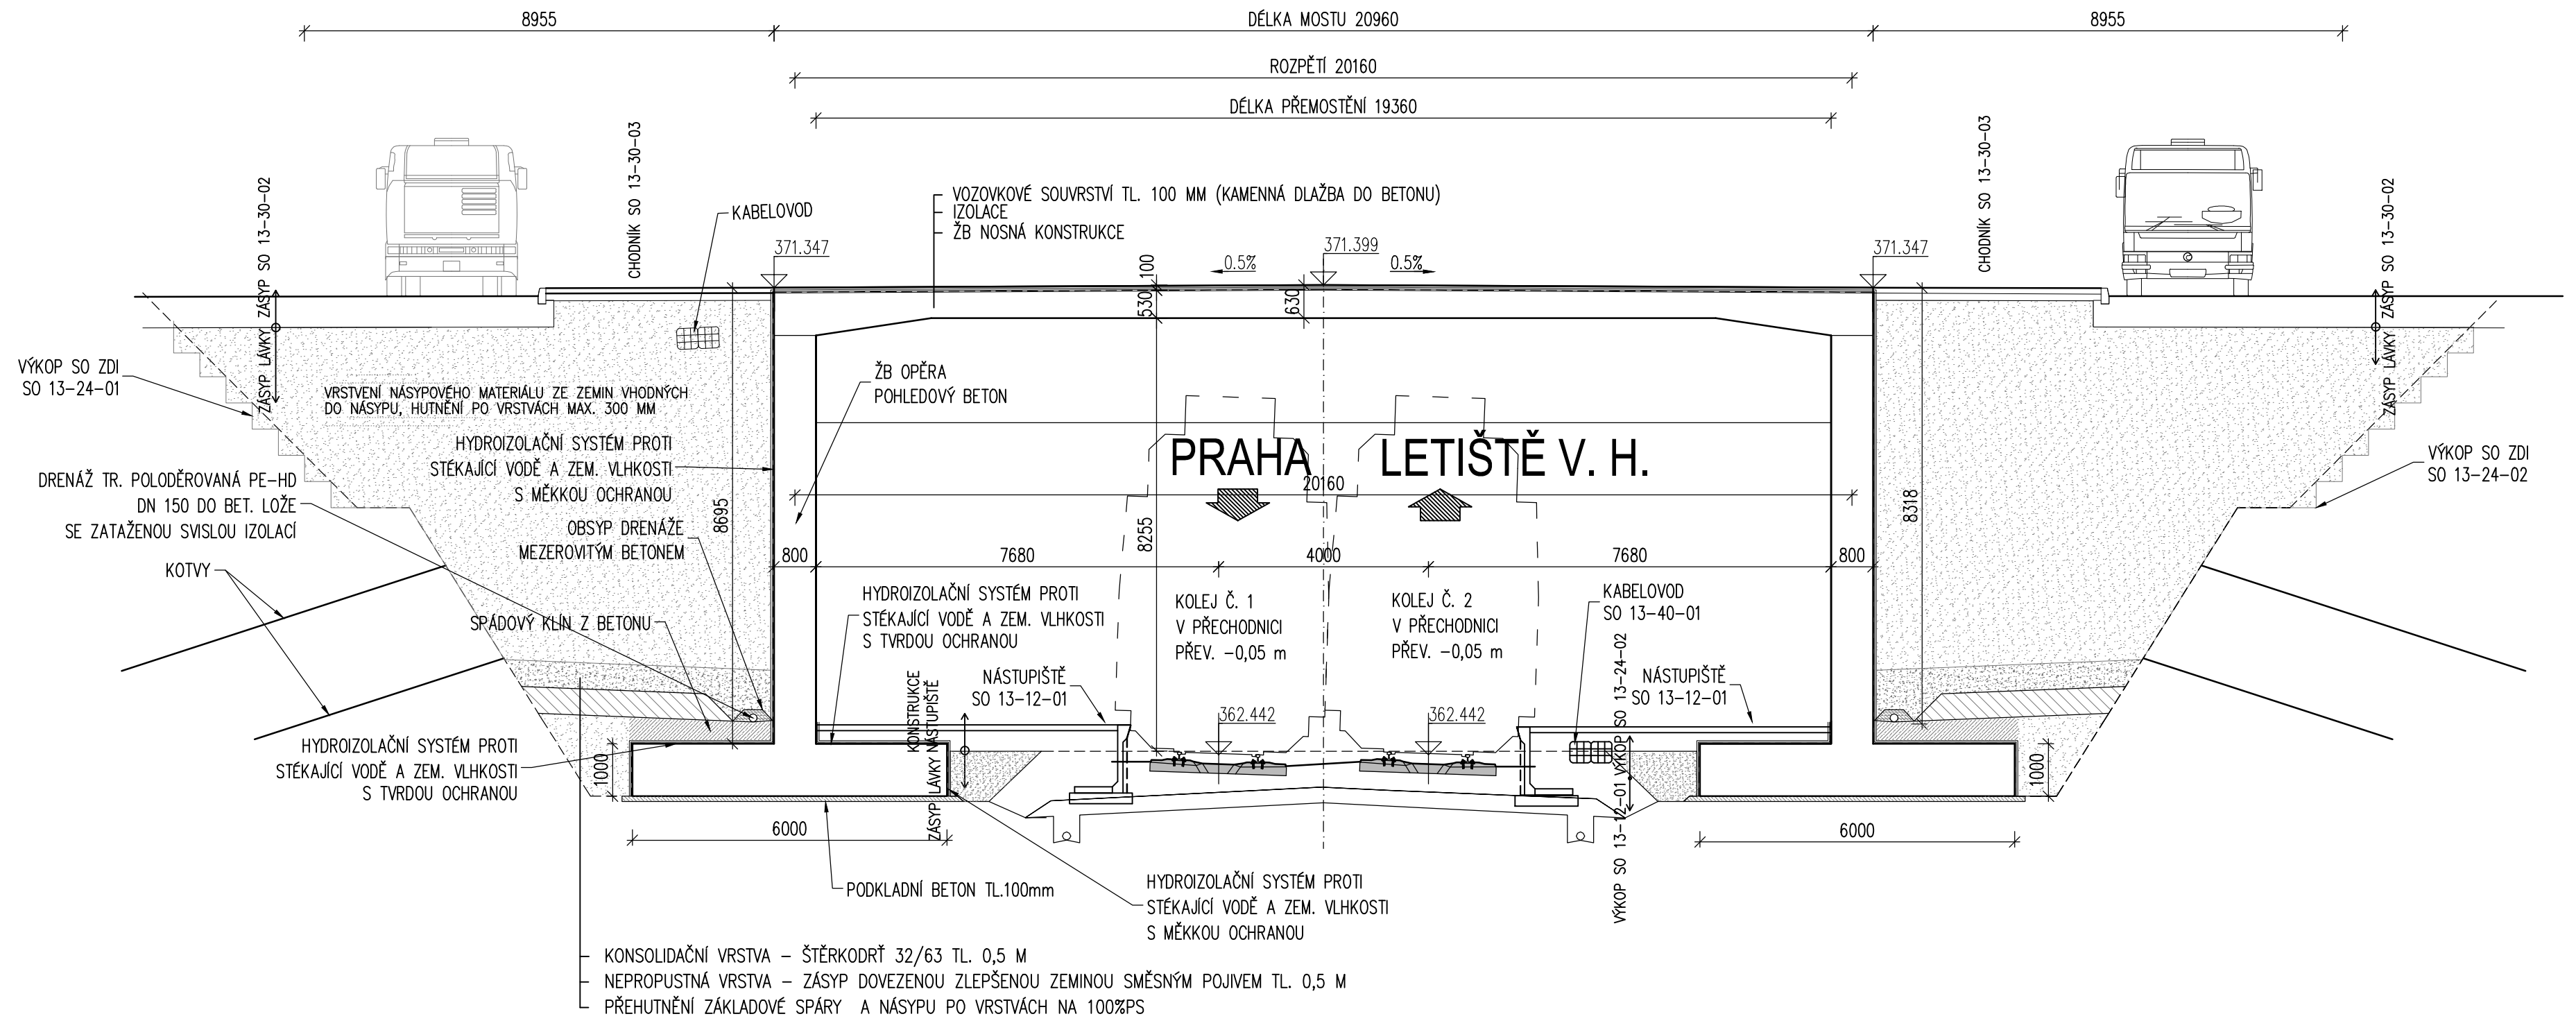 8955
DÉLKA MOSTU 20960
8955
ROZPĚTÍ 20160
DÉLKA PŘEMOSTĚNÍ 19360
ZÁSYP SO 13-30-02
ZÁSYP LÁVKY
CHODNÍK SO 13-30-03
KABELOVOD
VOZOVKOVÉ SOUVRSTVÍ TL. 100 MM (KAMENNÁ DLAŽBA DO BETONU)
IZOLACE
ŽB NOSNÁ KONSTRUKCE
371.347
371.399
371.347
0.5%
0.5%
100
530
630
CHODNÍK SO 13-30-03
ZÁSYP SO 13-30-02
ZÁSYP LÁVKY
VÝKOP SO ZDI
SO 13-24-01
VRSTVENÍ NÁSYPOVÉHO MATERIÁLU ZE ZEMIN VHODNÝCH
DO NÁSYPU, HUTNĚNÍ PO VRSTVÁCH MAX. 300 MM
ŽB OPĚRA
POHLEDOVÝ BETON
HYDROIZOLAČNÍ SYSTÉM PROTI
STÉKAJÍCÍ VODĚ A ZEM. VLHKOSTI
S MĚKKOU OCHRANOU
PRAHA
LETIŠTĚ V. H.
20160
VÝKOP SO ZDI
SO 13-24-02
DRENÁŽ TR. POLODĚROVANÁ PE-HD
DN 150 DO BET. LOŽE
SE ZATAŽENOU SVISLOU IZOLACÍ
OBSYP DRENÁŽE
MEZEROVITÝM BETONEM
8695
8255
8318
KOTVY
800
7680
4000
7680
800
HYDROIZOLAČNÍ SYSTÉM PROTI
STÉKAJÍCÍ VODĚ A ZEM. VLHKOSTI
S TVRDOU OCHRANOU
KOLEJ Č. 1
V PŘECHODNICI
PŘEV. -0,05 m
KOLEJ Č. 2
V PŘECHODNICI
PŘEV. -0,05 m
KABELOVOD
SO 13-40-01
SPÁDOVÝ KLÍN Z BETONU
KONSTRUKCE
NÁSTUPIŠTĚ
ZÁSYP LÁVKY
NÁSTUPIŠTĚ
SO 13-12-01
VÝKOP SO 13-24-02
VÝKOP SO 13-12-01
NÁSTUPIŠTĚ
SO 13-12-01
362.442
362.442
HYDROIZOLAČNÍ SYSTÉM PROTI
STÉKAJÍCÍ VODĚ A ZEM. VLHKOSTI
S TVRDOU OCHRANOU
1000
1000
6000
6000
PODKLADNÍ BETON TL.100mm
HYDROIZOLAČNÍ SYSTÉM PROTI
STÉKAJÍCÍ VODĚ A ZEM. VLHKOSTI
S MĚKKOU OCHRANOU
KONSOLIDAČNÍ VRSTVA - ŠTĚRKODRŤ 32/63 TL. 0,5 M
NEPROPUSTNÁ VRSTVA - ZÁSYP DOVEZENOU ZLEPŠENOU ZEMINOU SMĚSNÝM POJIVEM TL. 0,5 M
PŘEHUTNĚNÍ ZÁKLADOVÉ SPÁRY A NÁSYPU PO VRSTVÁCH NA 100%PS